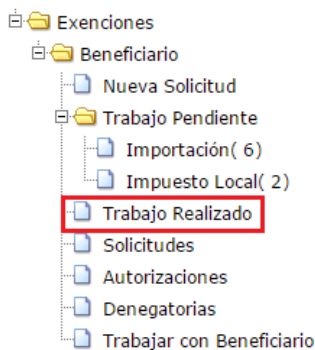 Exenciones
Beneficiario
Nueva Solicitud
Trabajo Pendiente
Importación( 6)
Impuesto Local( 2)
Trabajo Realizado
Solicitudes
Autorizaciones
Denegatorias
Trabajar con Beneficiario